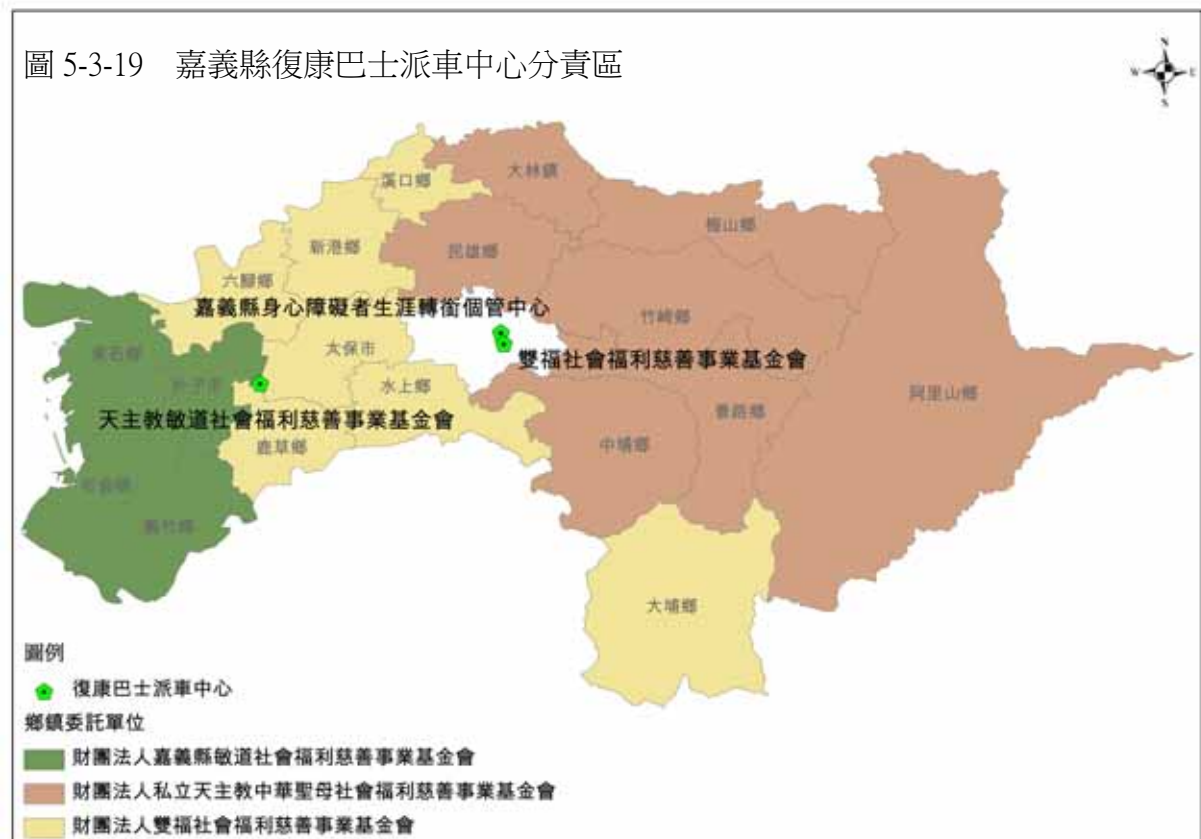 圖 5-3-19 嘉義縣復康巴士派車中心分責區
N
W E
S
大林鎮
溪口鄉
梅山鄉
新港鄉
民雄鄉
六腳鄉
嘉義縣身心障礙者生涯轉銜個管中心
竹崎鄉
東石鄉
太保市
雙福社會福利慈善事業基金會
朴子市
水上鄉
阿里山鄉
番路鄉
天主教敏道社會福利慈善事業基金會
鹿草鄉
中埔鄉
布袋鎮
義竹鄉
大埔鄉
圖例
復康巴士派車中心
鄉鎮委託單位
財團法人嘉義縣敏道社會福利慈善事業基金會
財團法人私立天主教中華聖母社會福利慈善事業基金會
財團法人雙福社會福利慈善事業基金會